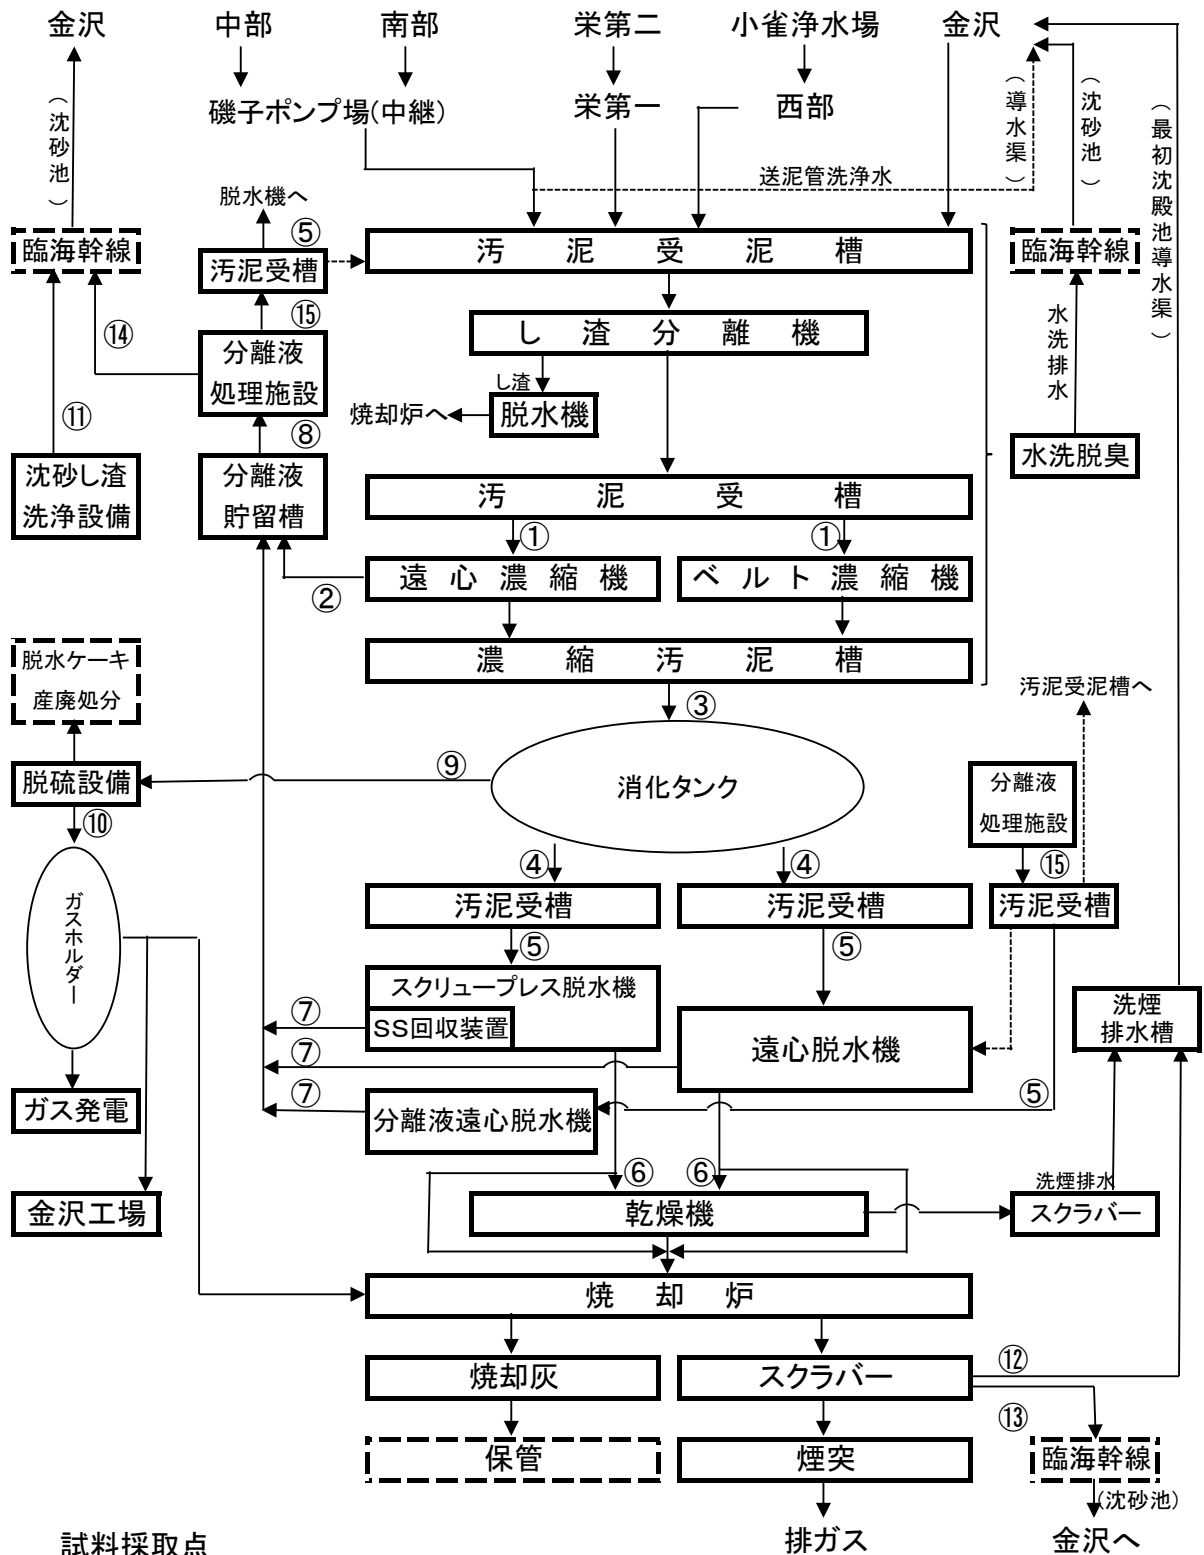 金沢
中部
南部
栄第二
小雀浄水場
金沢
磯子ポンプ場(中継)
栄第一
西部
（沈砂池）
（導水渠）
（沈砂池）
（最初沈殿池導水渠）
送泥管洗浄水
脱水機へ
⑤
臨海幹線
汚泥受槽
汚泥受泥槽
臨海幹線
⑭
⑮
し渣分離機
水洗排水
分離液
処理施設
し渣
焼却炉へ
脱水機
⑪
⑧
水洗脱臭
沈砂し渣
洗浄設備
分離液
貯留槽
汚泥受槽
①
①
②
遠心濃縮機
ベルト濃縮機
濃縮汚泥槽
脱水ケーキ
産廃処分
③
汚泥受泥槽へ
脱硫設備
⑨
消化タンク
分離液
処理施設
⑩
④
④
⑮
ガスホルダー
汚泥受槽
汚泥受槽
汚泥受槽
⑤
⑤
スクリュープレス脱水機
SS回収装置
⑦
⑦
⑦
遠心脱水機
洗煙
排水槽
ガス発電
分離液遠心脱水機
⑤
⑥
⑥
洗煙排水
金沢工場
乾燥機
スクラバー
焼却炉
焼却灰
スクラバー
⑫
⑬
保管
煙突
臨海幹線
(沈砂池)
排ガス
金沢へ
試料採取点